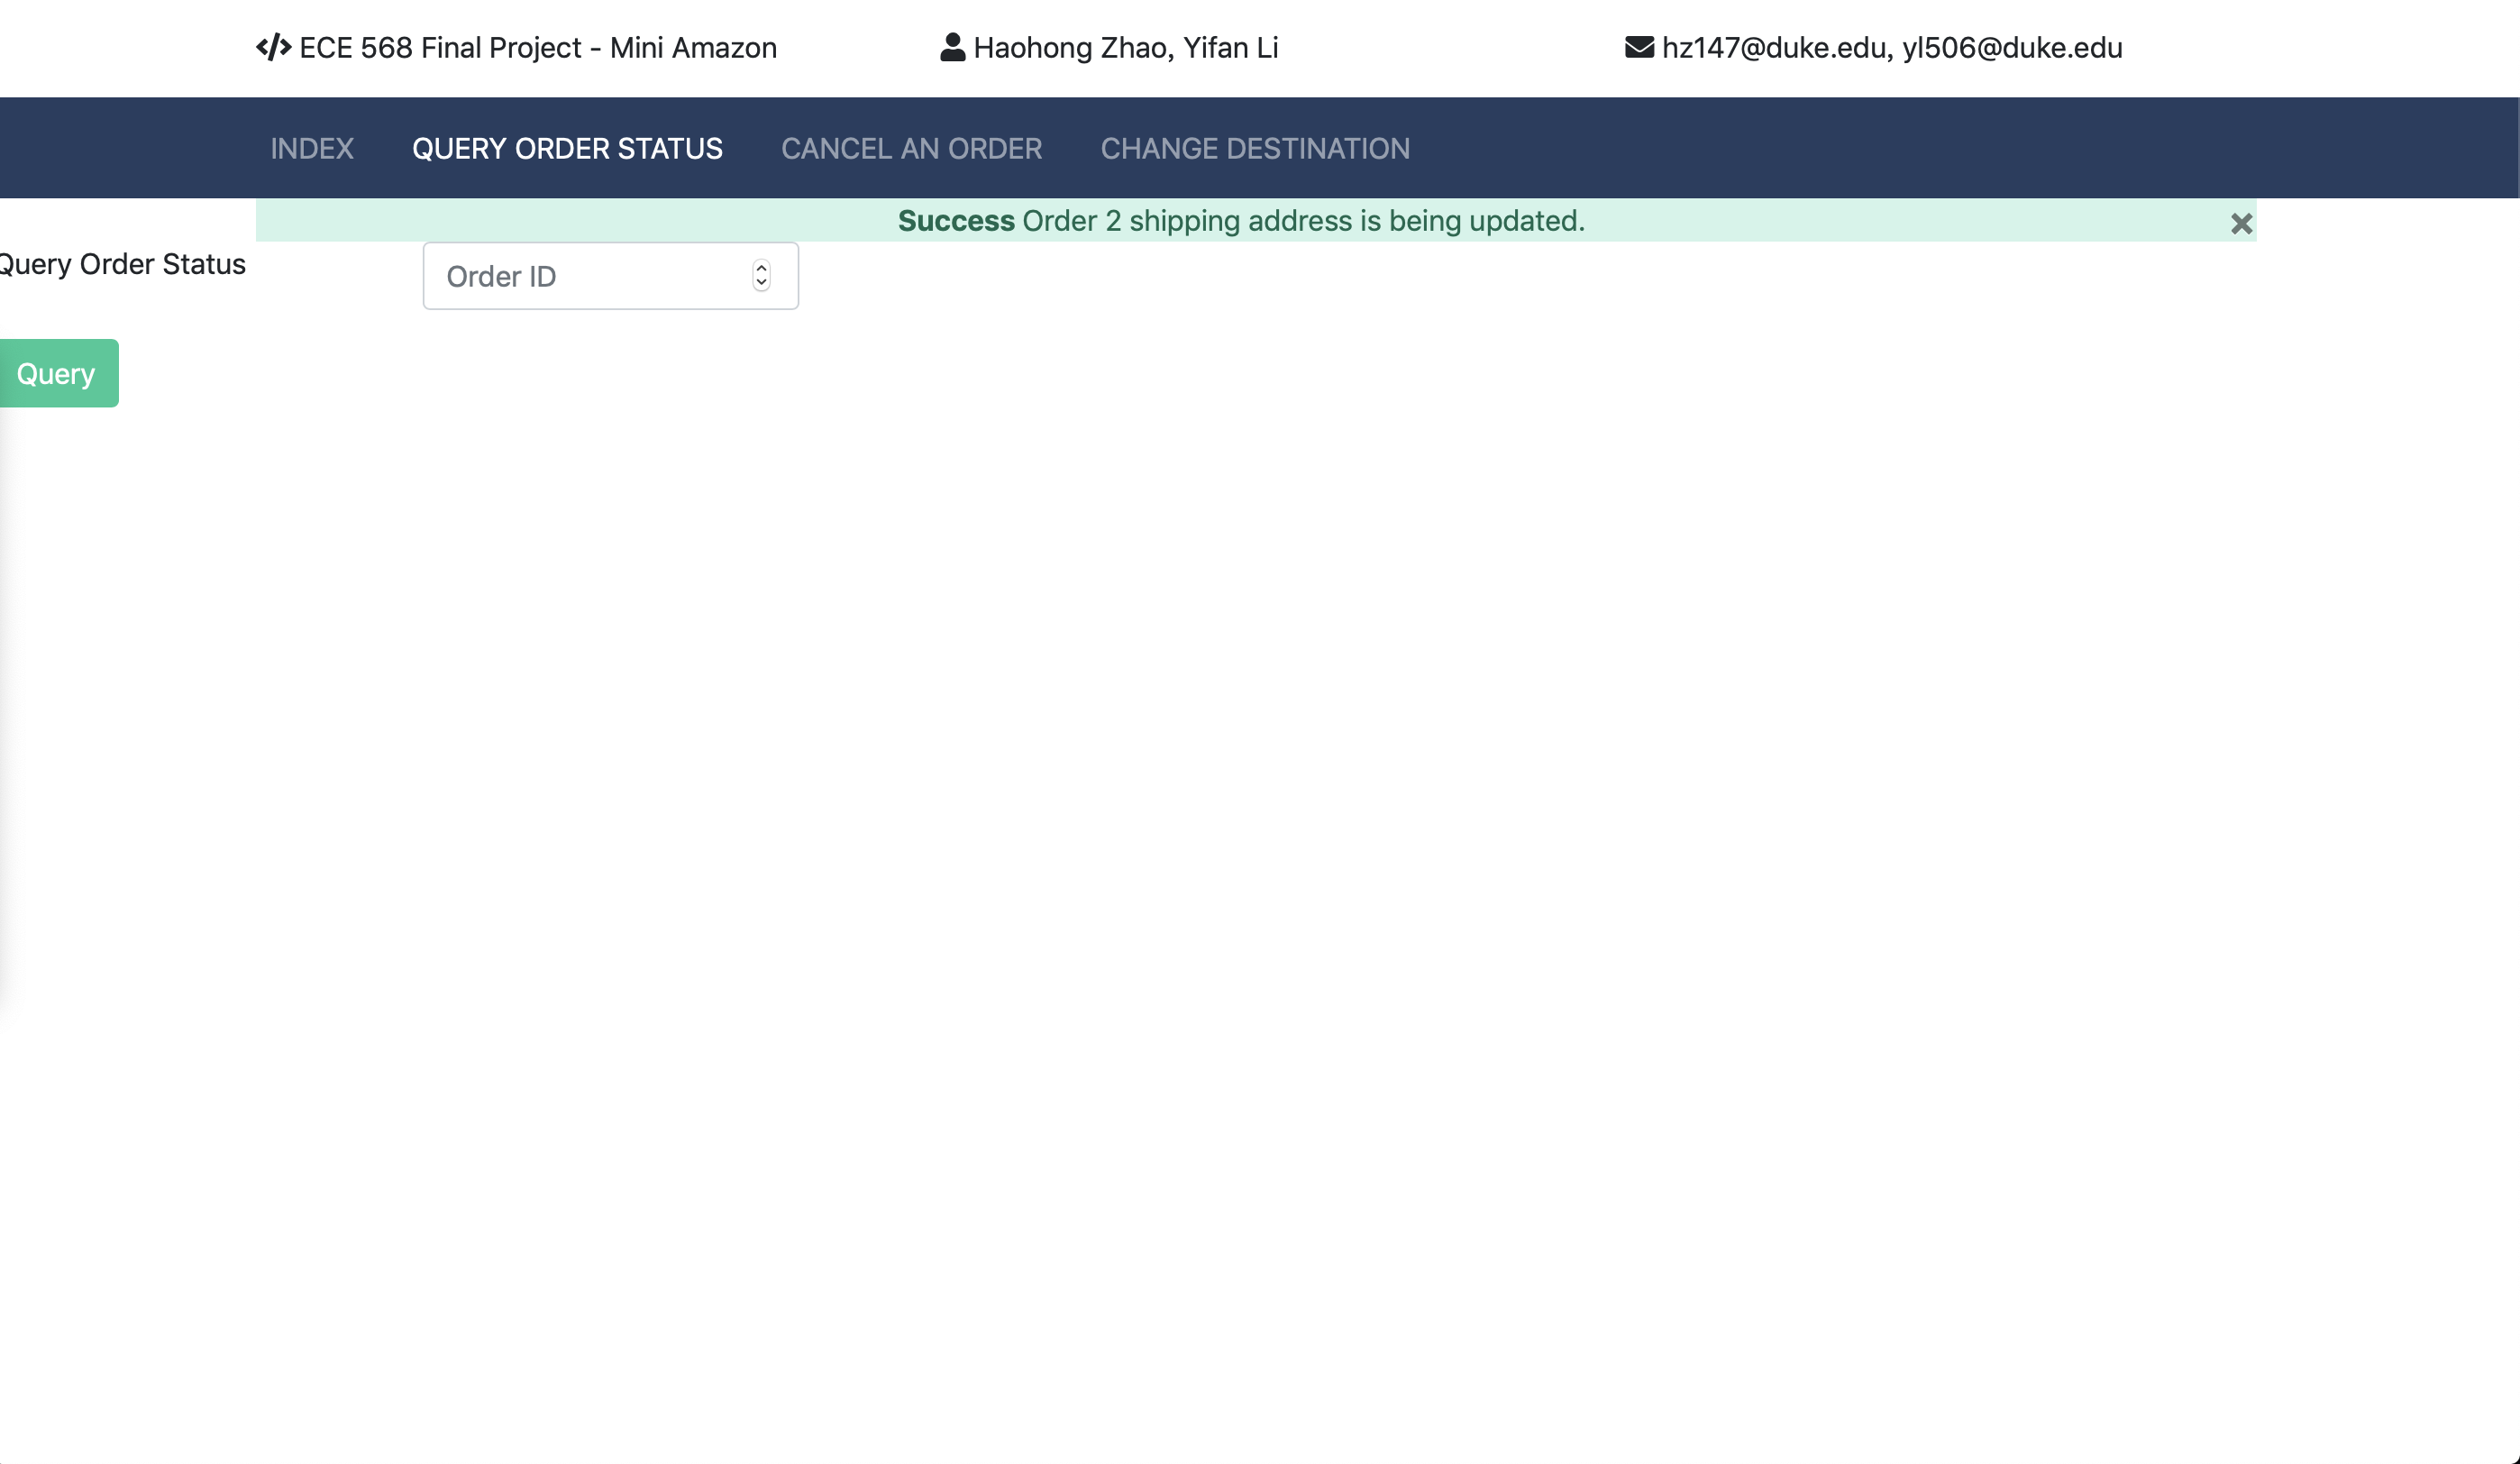 ECE 568 Final Project - Mini Amazon
Haohong Zhao, Yifan Li
hz147@duke.edu, yl506@duke.edu
INDEX
QUERY ORDER STATUS
CANCEL AN ORDER
CHANGE DESTINATION
Success Order 2 shipping address is being updated.
Query Order Status
Order ID
Query